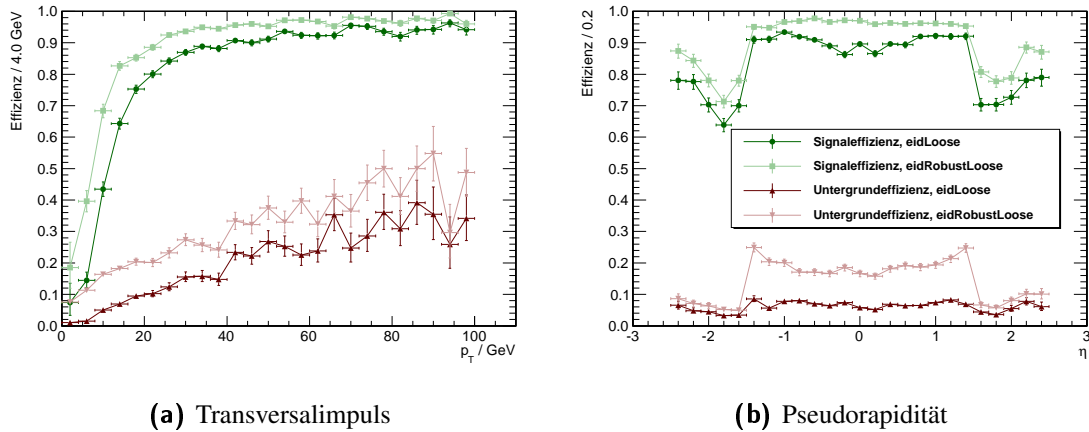 Effizienz / 4.0 GeV
1.0
0.9
0.8
0.7
0.6
0.5
0.4
0.3
0.2
0.1
0.0
0 20 40 60 80 100
p_T / GeV
(a) Transversalimpuls
Effizienz / 0.2
1.0
0.9
0.8
0.7
0.6
0.5
0.4
0.3
0.2
0.1
0.0
Signaleffizienz, eidLoose
Signaleffizienz, eidRobustLoose
Untergrundeffizienz, eidLoose
Untergrundeffizienz, eidRobustLoose
-3 -2 -1 0 1 2 3
η
(b) Pseudorapidität